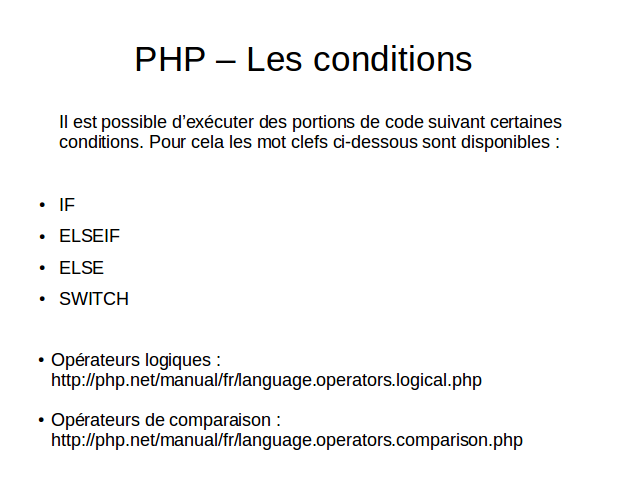 PHP – Les conditions
Il est possible d’exécuter des portions de code suivant certaines
conditions. Pour cela les mot clefs ci-dessous sont disponibles :
• IF
• ELSEIF
• ELSE
• SWITCH
• Opérateurs logiques :
http://php.net/manual/fr/language.operators.logical.php
• Opérateurs de comparaison :
http://php.net/manual/fr/language.operators.comparison.php